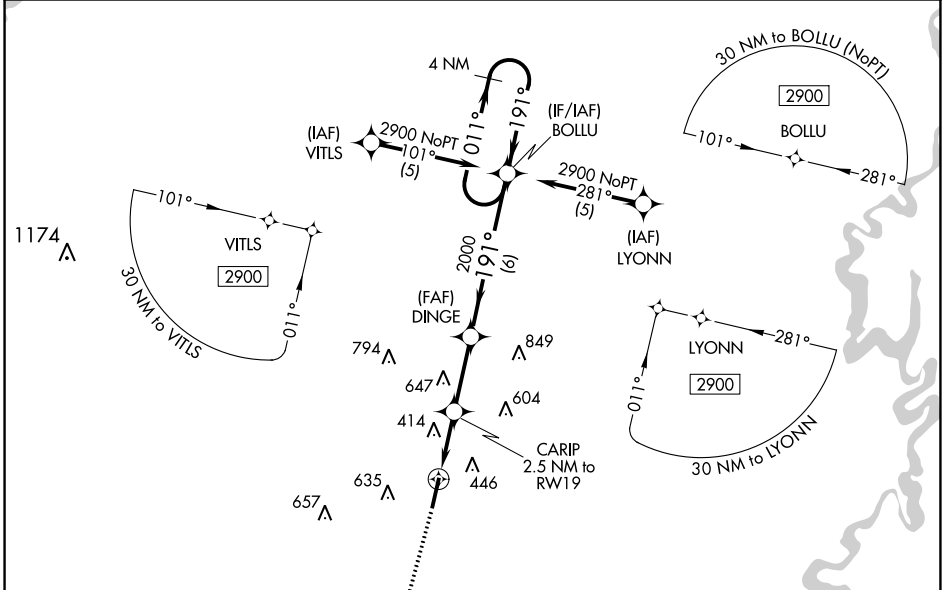 30 NM to BOLLU (NoPT)
2900
BOLLU
101°
281°
4 NM
011°
191°
(IF/IAF)
BOLLU
(IAF)
VITLS
2900 NoPT
101°
(5)
2900 NoPT
281°
(5)
(IAF)
LYONN
101°
VITLS
2900
011°
30 NM to VITLS
1174
2000
191°
(6)
(FAF)
DINGE
794
849
647
604
414
CARIP
2.5 NM to
RW19
446
635
657
LYONN
281°
2900
011°
30 NM to LYONN